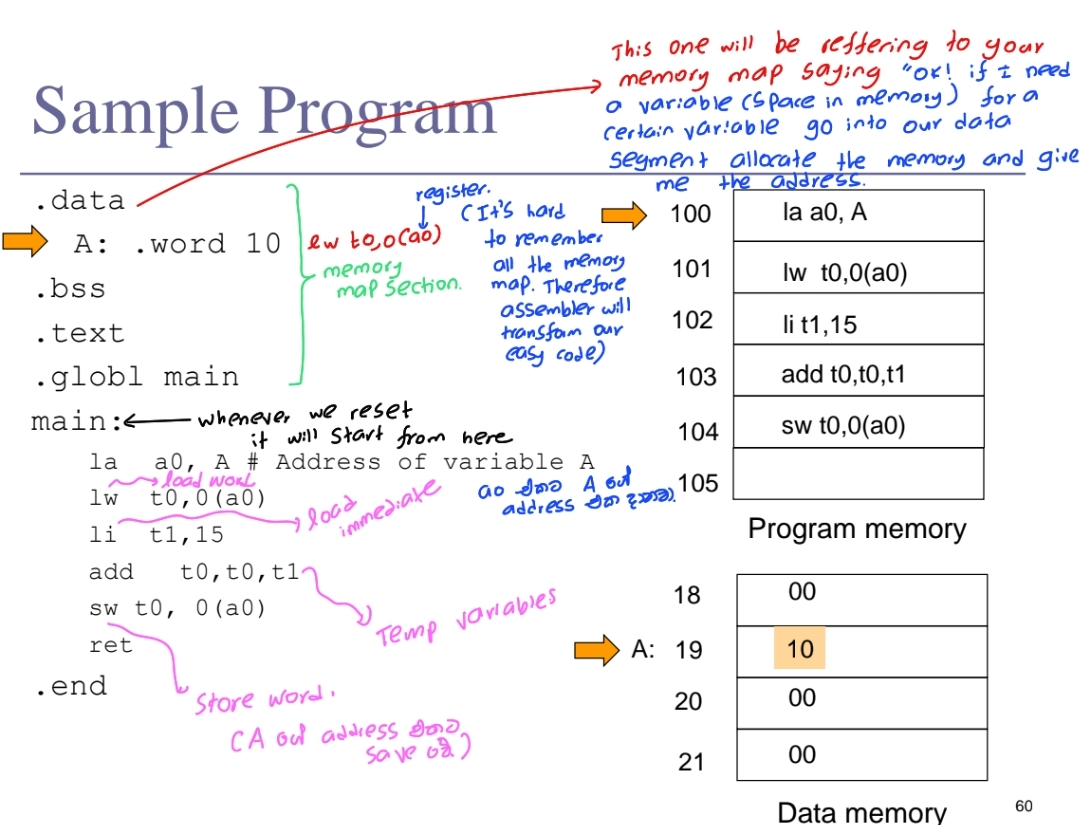 Sample Program
This one will be reffering to your
memory map saying "ok! if I need
a variable (space in memory) for a
certain variable go into our data
segment allocate the memory and give
me the address.
.data
A: .word 10
.bss
.text
.globl main
main:
lw t0,0(a0)
memory
map section.
register.
(It's hard
to remember
all the memory
map. Therefore
assembler will
transfom our
easy code)
whenever we reset
it will start from here
la a0, A # Address of variable A
load word
lw t0,0(a0)
a0 A
address
li t1,15
load
immediate
add t0,t0,t1
Temp variables
sw t0, 0(a0)
ret
Store word.
(A address
save
.end
100 la a0, A
101 lw t0,0(a0)
102 li t1,15
103 add t0,t0,t1
104 sw t0,0(a0)
105
Program memory
18 00
A: 19 10
20 00
21 00
Data memory
60